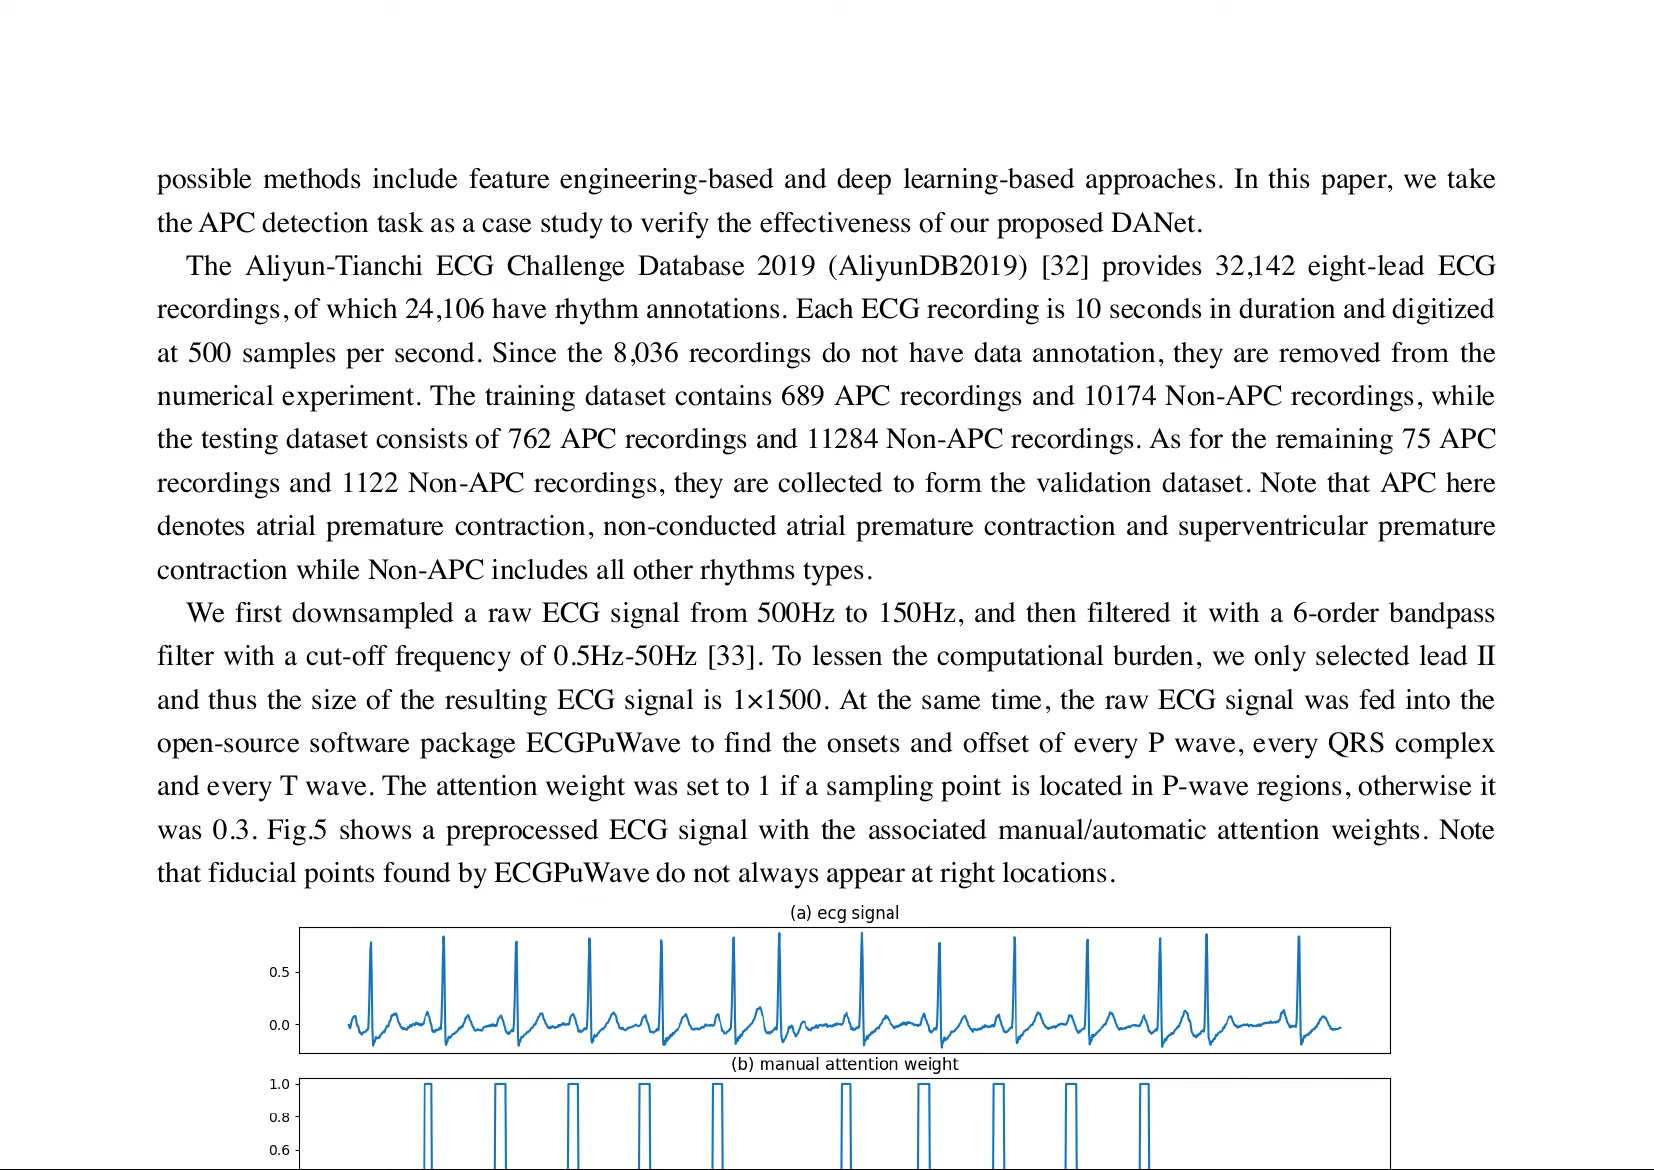 possible methods include feature engineering-based and deep learning-based approaches. In this paper, we take
the APC detection task as a case study to verify the effectiveness of our proposed DANet.
The Aliyun-Tianchi ECG Challenge Database 2019 (AliyunDB2019) [32] provides 32,142 eight-lead ECG
recordings, of which 24,106 have rhythm annotations. Each ECG recording is 10 seconds in duration and digitized
at 500 samples per second. Since the 8,036 recordings do not have data annotation, they are removed from the
numerical experiment. The training dataset contains 689 APC recordings and 10174 Non-APC recordings, while
the testing dataset consists of 762 APC recordings and 11284 Non-APC recordings. As for the remaining 75 APC
recordings and 1122 Non-APC recordings, they are collected to form the validation dataset. Note that APC here
denotes atrial premature contraction, non-conducted atrial premature contraction and superventricular premature
contraction while Non-APC includes all other rhythms types.
We first downsampled a raw ECG signal from 500Hz to 150Hz, and then filtered it with a 6-order bandpass
filter with a cut-off frequency of 0.5Hz-50Hz [33]. To lessen the computational burden, we only selected lead II
and thus the size of the resulting ECG signal is 1×1500. At the same time, the raw ECG signal was fed into the
open-source software package ECGPuWave to find the onsets and offset of every P wave, every QRS complex
and every T wave. The attention weight was set to 1 if a sampling point is located in P-wave regions, otherwise it
was 0.3. Fig.5 shows a preprocessed ECG signal with the associated manual/automatic attention weights. Note
that fiducial points found by ECGPuWave do not always appear at right locations.
(a) ecg signal
0.5
0.0
(b) manual attention weight
1.0
0.8
0.6